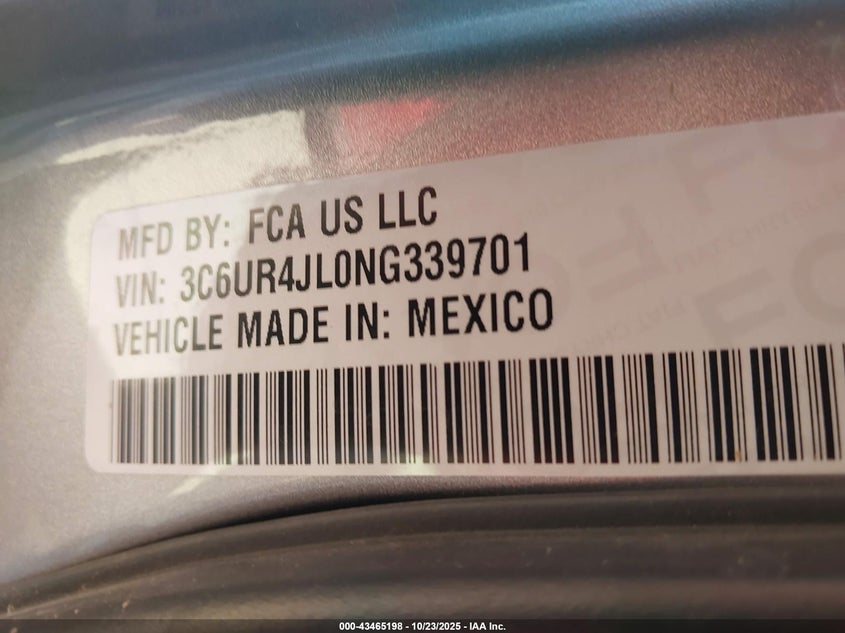 MFD BY: FCA US LLC
VIN: 3C6UR4JL0NG339701
VEHICLE MADE IN: MEXICO
000-43465198 - 10/23/2025 - IAA Inc.